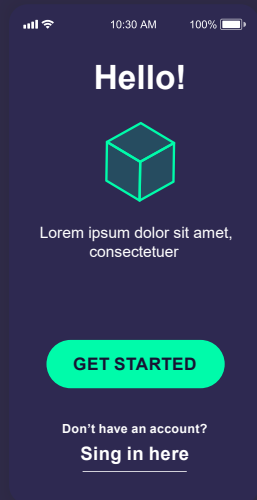 10:30 AM 100%
Hello!
Lorem ipsum dolor sit amet,
consectetuer
GET STARTED
Don't have an account?
Sing in here